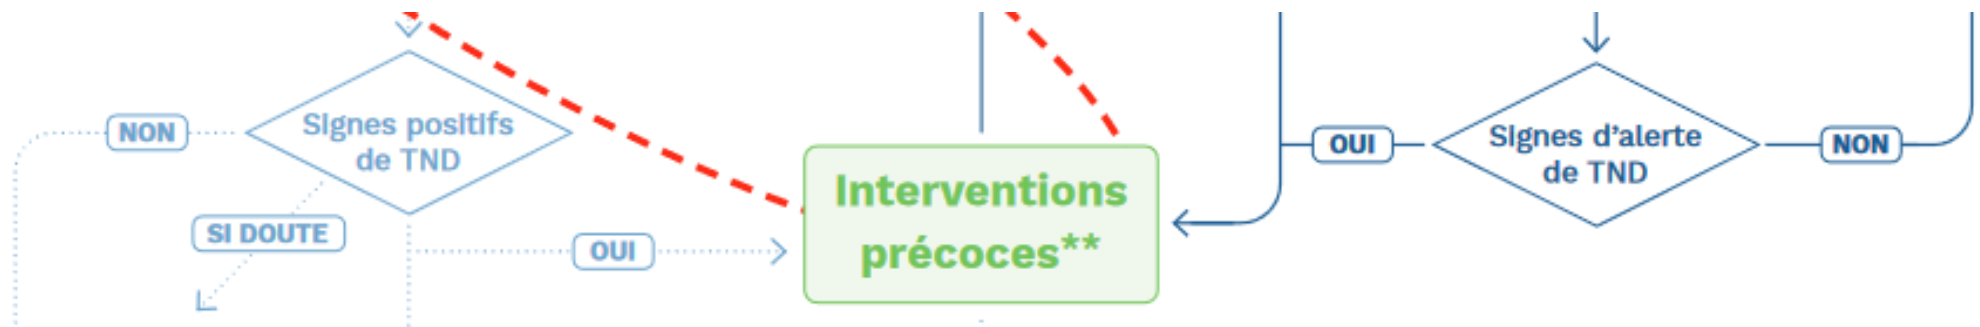 NON
Signes positifs
de TND
SI DOUTE
OUI
Interventions
précoces**
OUI
Signes d’alerte
de TND
NON